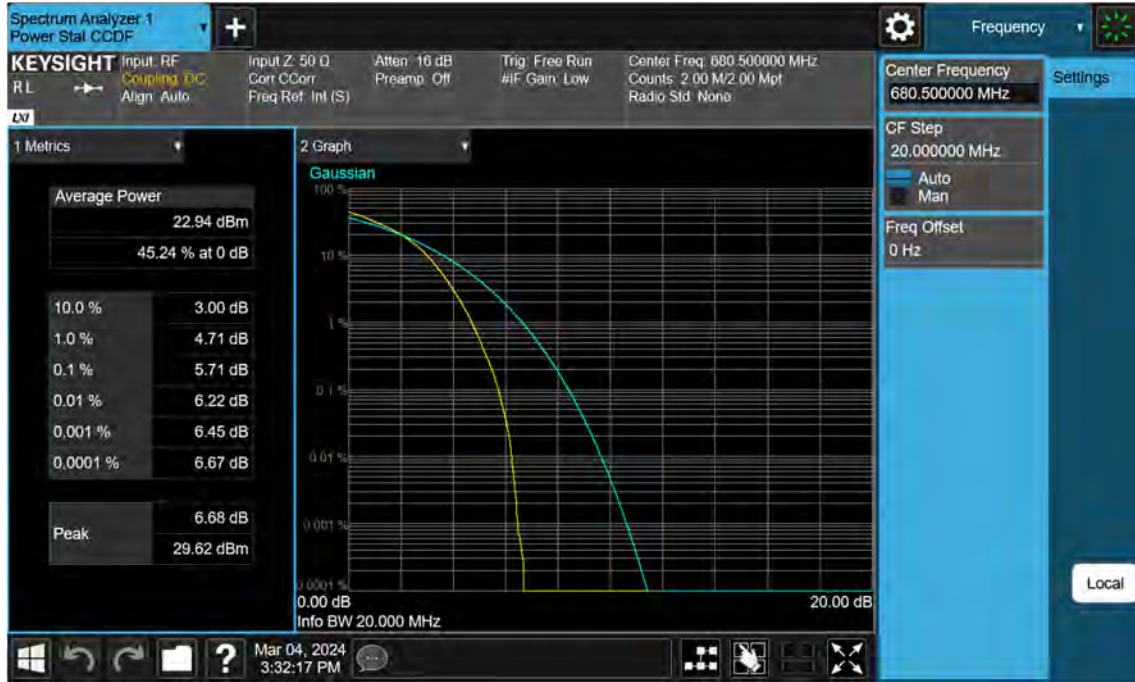 Spectrum Analyzer 1
Power Stat CCDF
Frequency
KEYSIGHT
RL
LXI
Input: RF
Coupling: DC
Align: Auto
Input Z: 50 Ω
Corr CCorr
Freq Ref: Int (S)
Atten: 16 dB
Preamp: Off
Trig: Free Run
#IF Gain: Low
Center Freq: 680.500000 MHz
Counts: 2.00 M/2.00 Mpt
Radio Std: None
Center Frequency
680.500000 MHz
Settings
CF Step
20.000000 MHz
Auto
Man
Freq Offset
0 Hz
1 Metrics
Average Power
22.94 dBm
45.24 % at 0 dB
10.0 % 3.00 dB
1.0 % 4.71 dB
0.1 % 5.71 dB
0.01 % 6.22 dB
0.001 % 6.45 dB
0.0001 % 6.67 dB
Peak
6.68 dB
29.62 dBm
2 Graph
Gaussian
100 %
10 %
1 %
0.1 %
0.01 %
0.001 %
0.0001 %
0.00 dB 20.00 dB
Info BW 20.000 MHz
Local
? Mar 04, 2024
3:32:17 PM